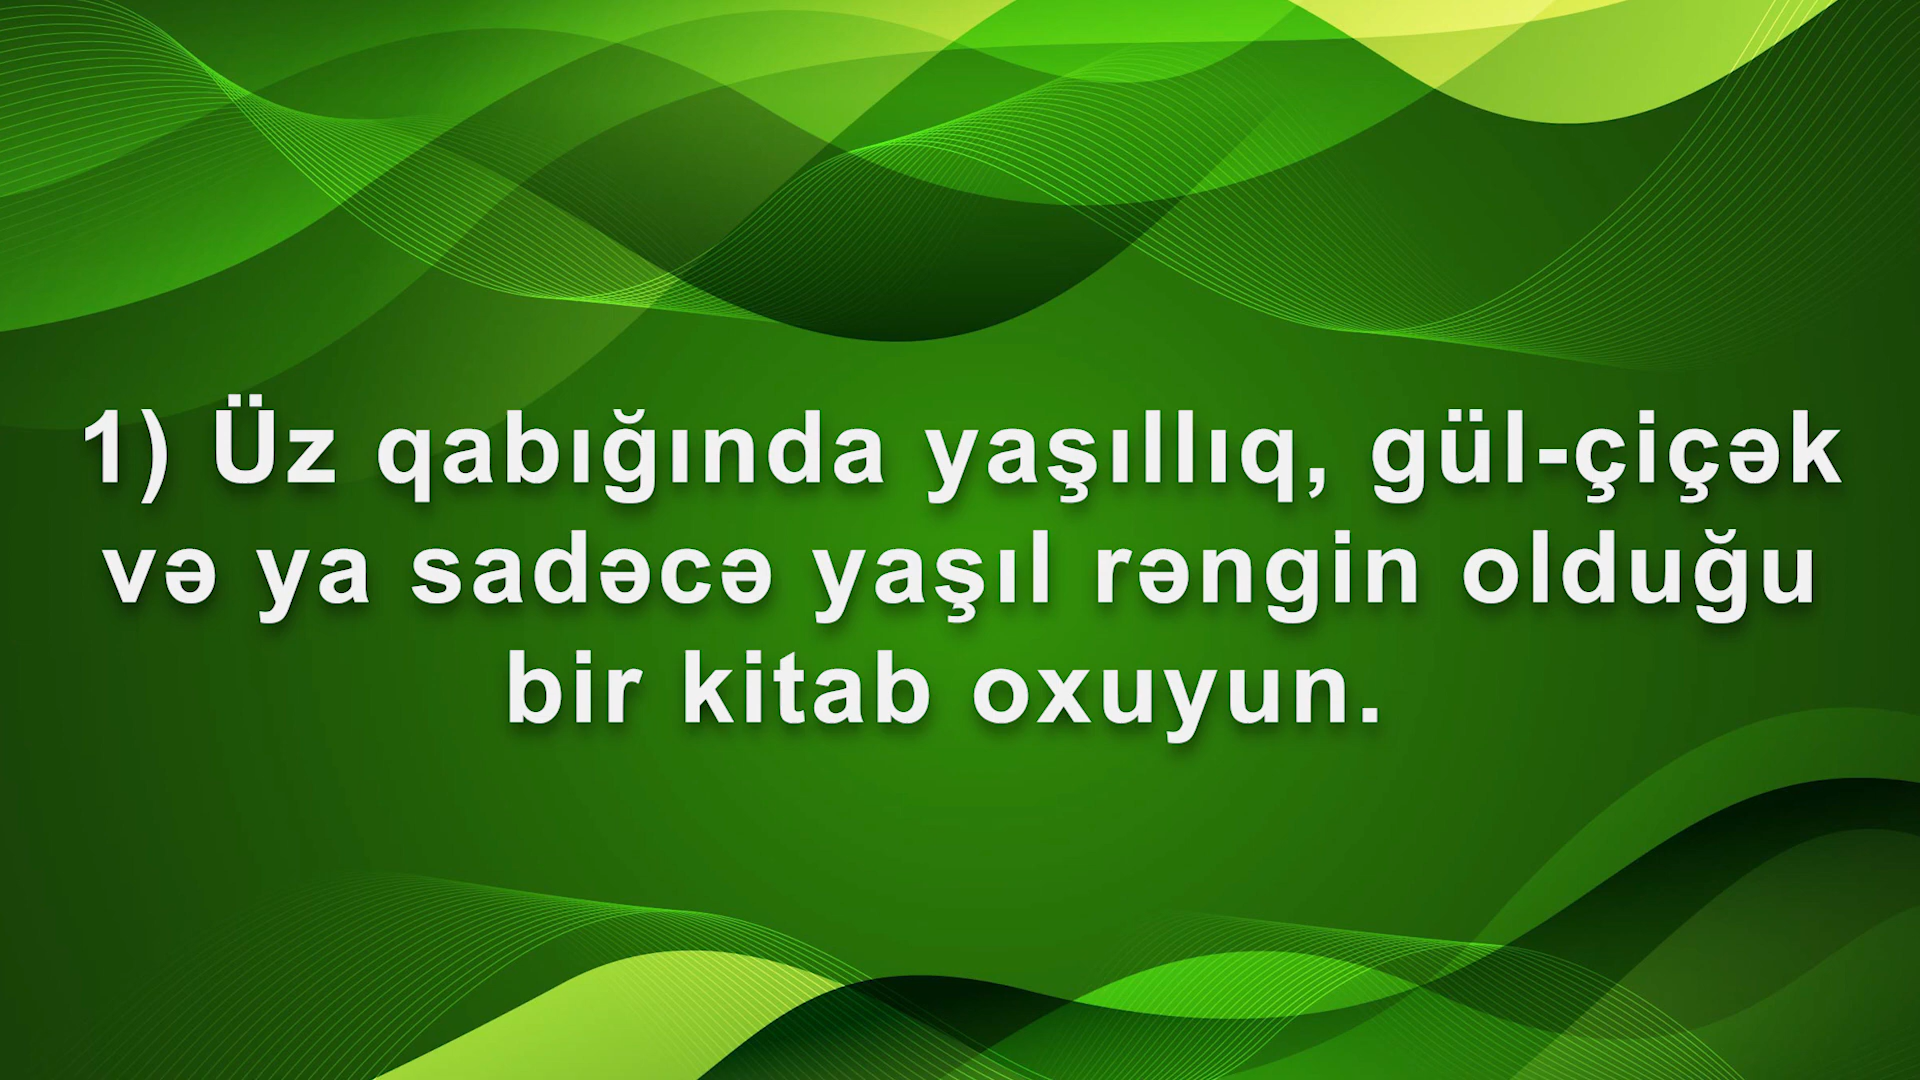 1) Üz qabığında yaşıllıq, gül-çiçək
və ya sadəcə yaşıl rəngin olduğu
bir kitab oxuyun.